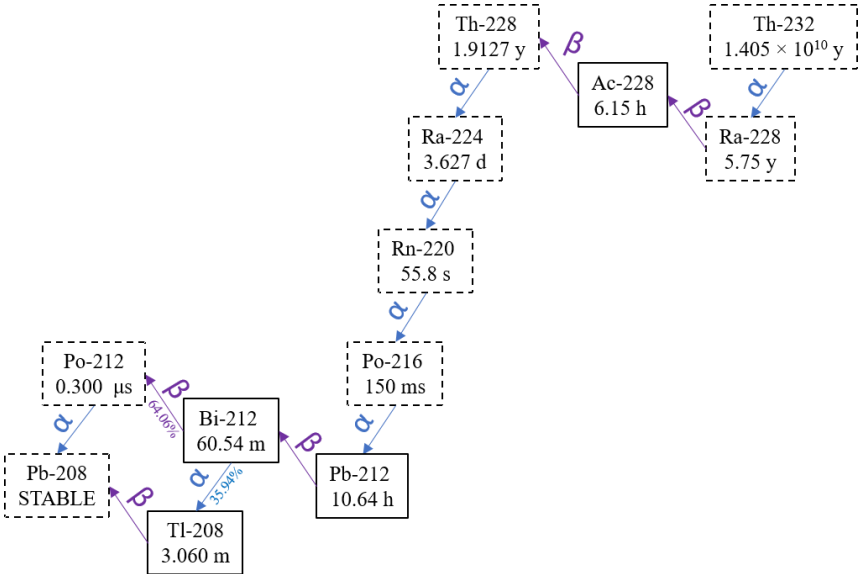 Th-228
1.9127 y
Th-232
1.405 × 10¹⁰ y
β
α
α
Ac-228
6.15 h
β
Ra-224
3.627 d
Ra-228
5.75 y
α
Rn-220
55.8 s
α
Po-212
0.300 μs
Po-216
150 ms
β
64.06%
α
Bi-212
60.54 m
β
α
Pb-208
STABLE
α
35.94%
Pb-212
10.64 h
β
Tl-208
3.060 m